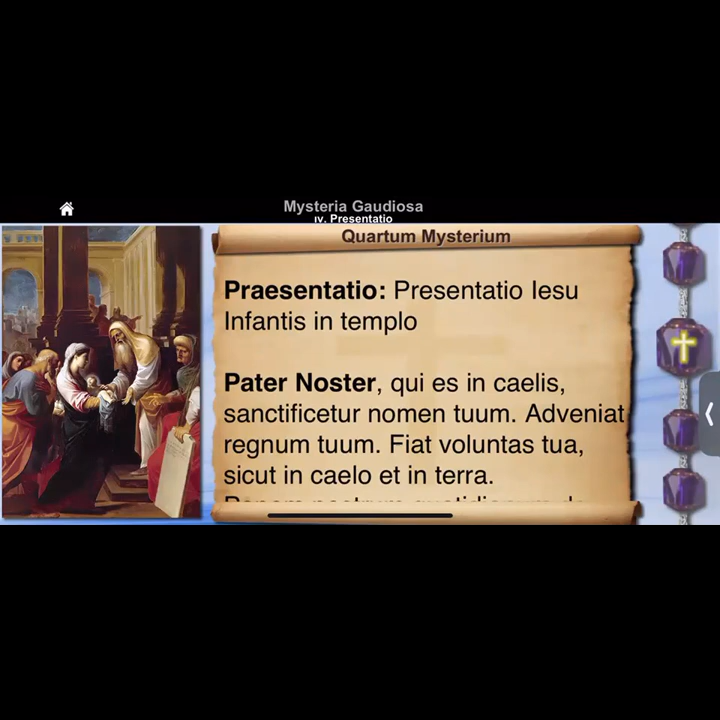 Mysteria Gaudiosa
iv. Presentatio
Quartum Mysterium
Praesentatio: Presentatio Iesu
Infantis in templo
Pater Noster, qui es in caelis,
sanctificetur nomen tuum. Adveniat
regnum tuum. Fiat voluntas tua,
sicut in caelo et in terra.